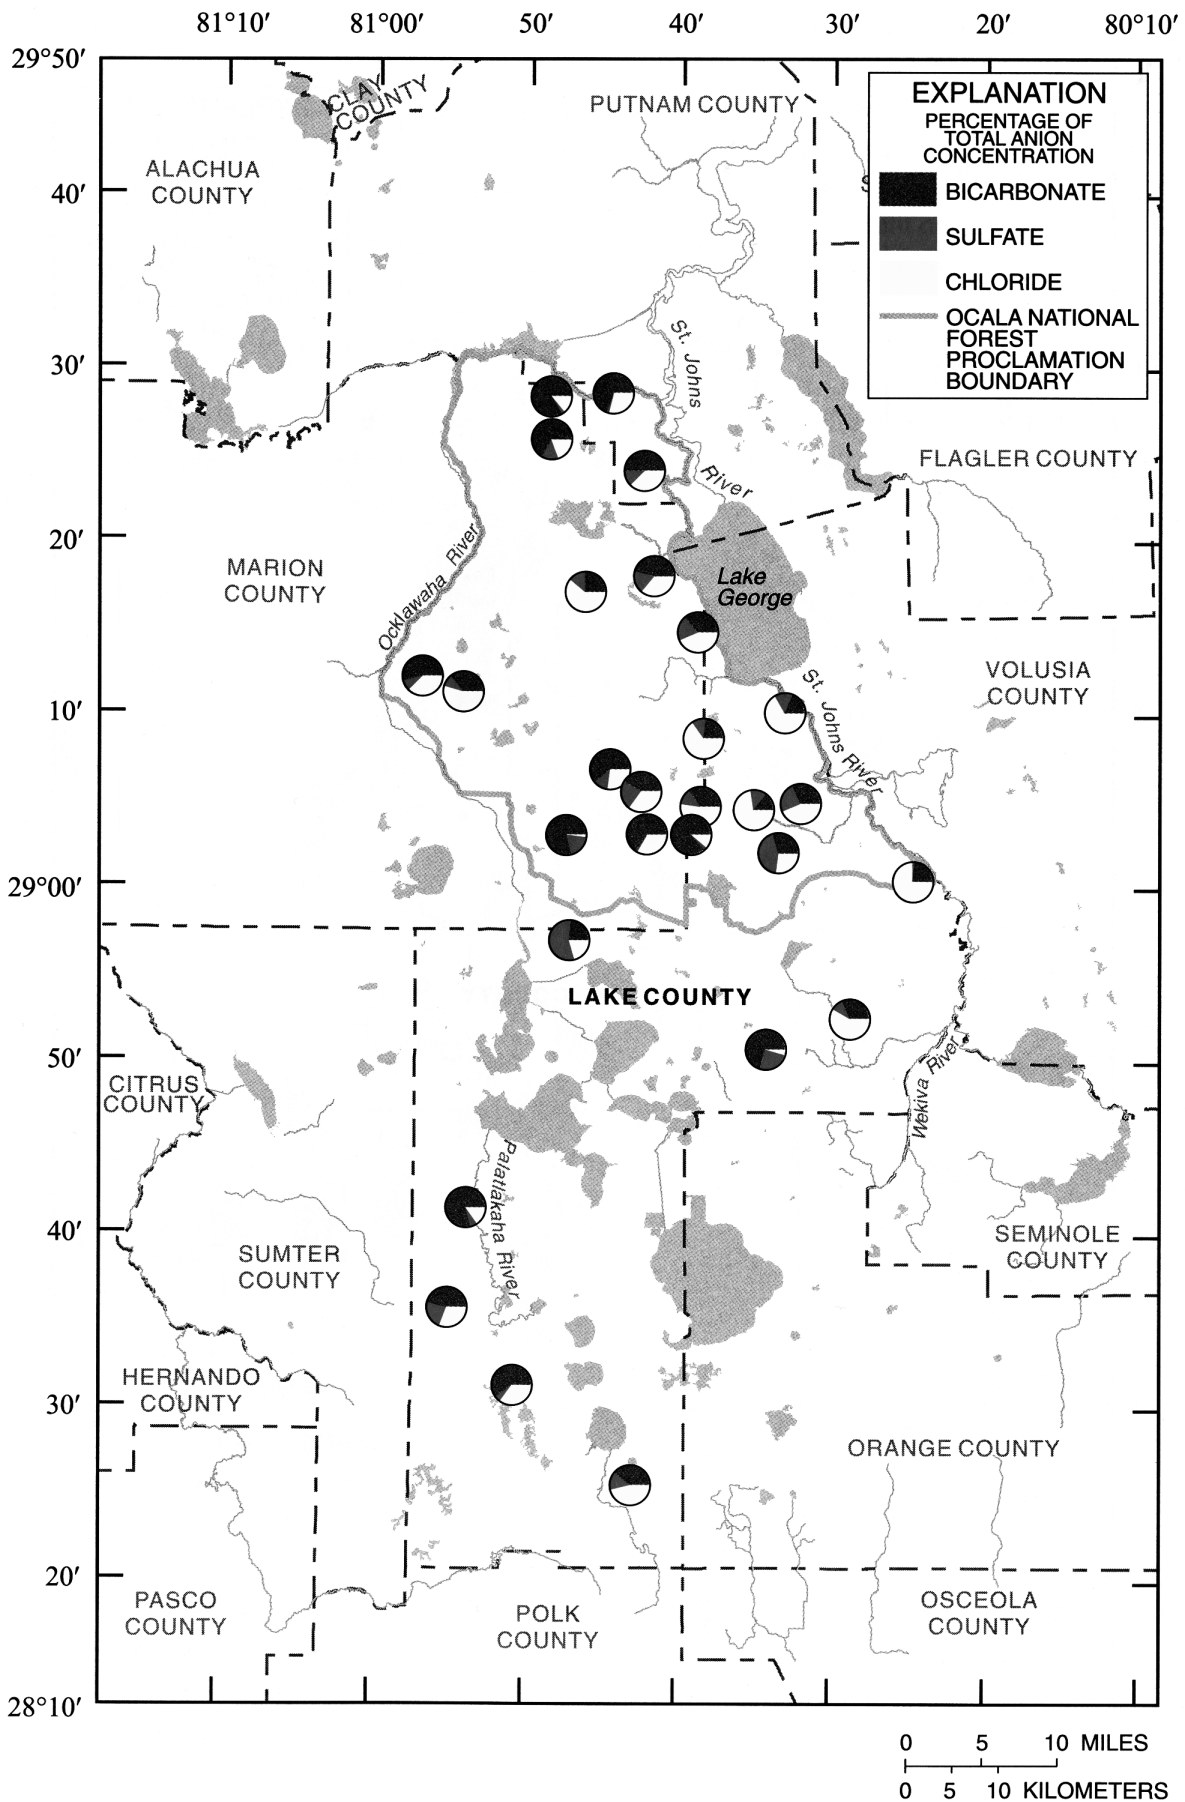 81°10′ 81°00′ 50′ 40′ 30′ 20′ 80°10′
29°50′
40′
30′
20′
10′
29°00′
50′
40′
30′
20′
28°10′
EXPLANATION
PERCENTAGE OF
TOTAL ANION
CONCENTRATION
BICARBONATE
SULFATE
CHLORIDE
OCALA NATIONAL
FOREST
PROCLAMATION
BOUNDARY
CLAY
COUNTY
PUTNAM COUNTY
ALACHUA
COUNTY
St. Johns
River
FLAGLER COUNTY
MARION
COUNTY
Ocklawaha River
Lake
George
VOLUSIA
COUNTY
St. Johns River
LAKE COUNTY
CITRUS
COUNTY
Wekiva River
Palatlakaha River
SUMTER
COUNTY
SEMINOLE
COUNTY
HERNANDO
COUNTY
ORANGE COUNTY
PASCO
COUNTY
POLK
COUNTY
OSCEOLA
COUNTY
0 5 10 MILES
0 5 10 KILOMETERS